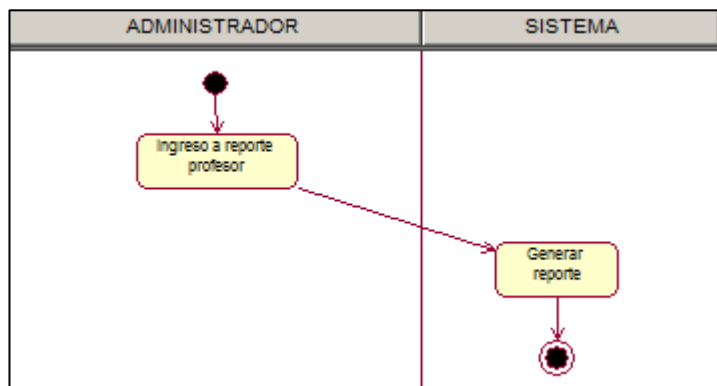 ADMINISTRADOR
SISTEMA
Ingreso a reporte
profesor
Generar
reporte